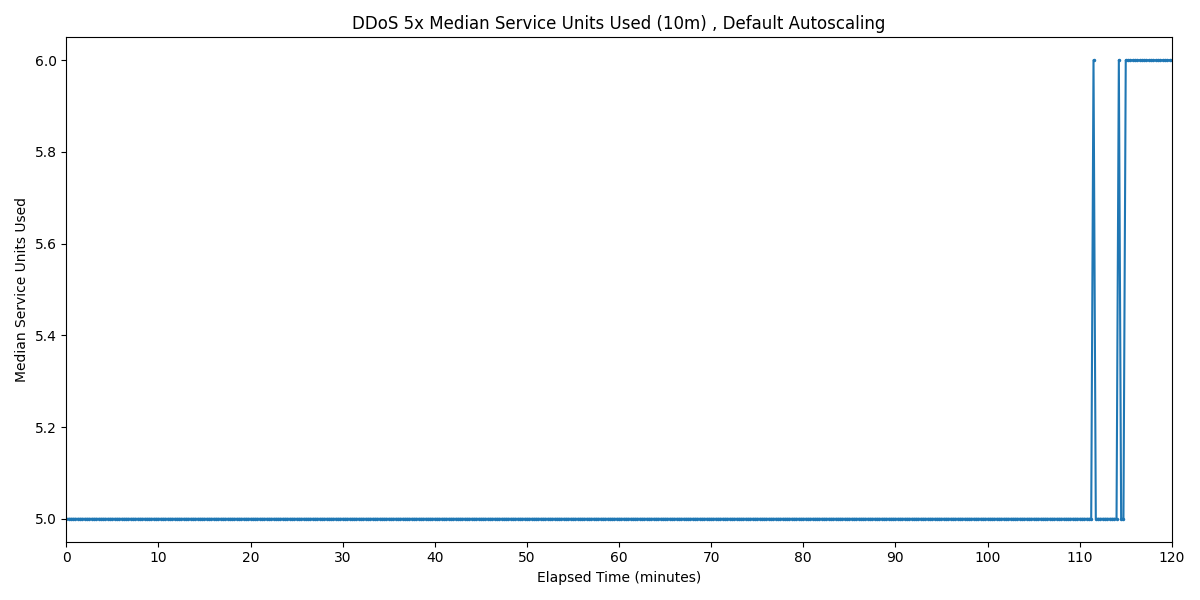 DDoS 5x Median Service Units Used (10m) , Default Autoscaling
6.0
5.8
5.6
5.4
5.2
5.0
Median Service Units Used
0 10 20 30 40 50 60 70 80 90 100 110 120
Elapsed Time (minutes)